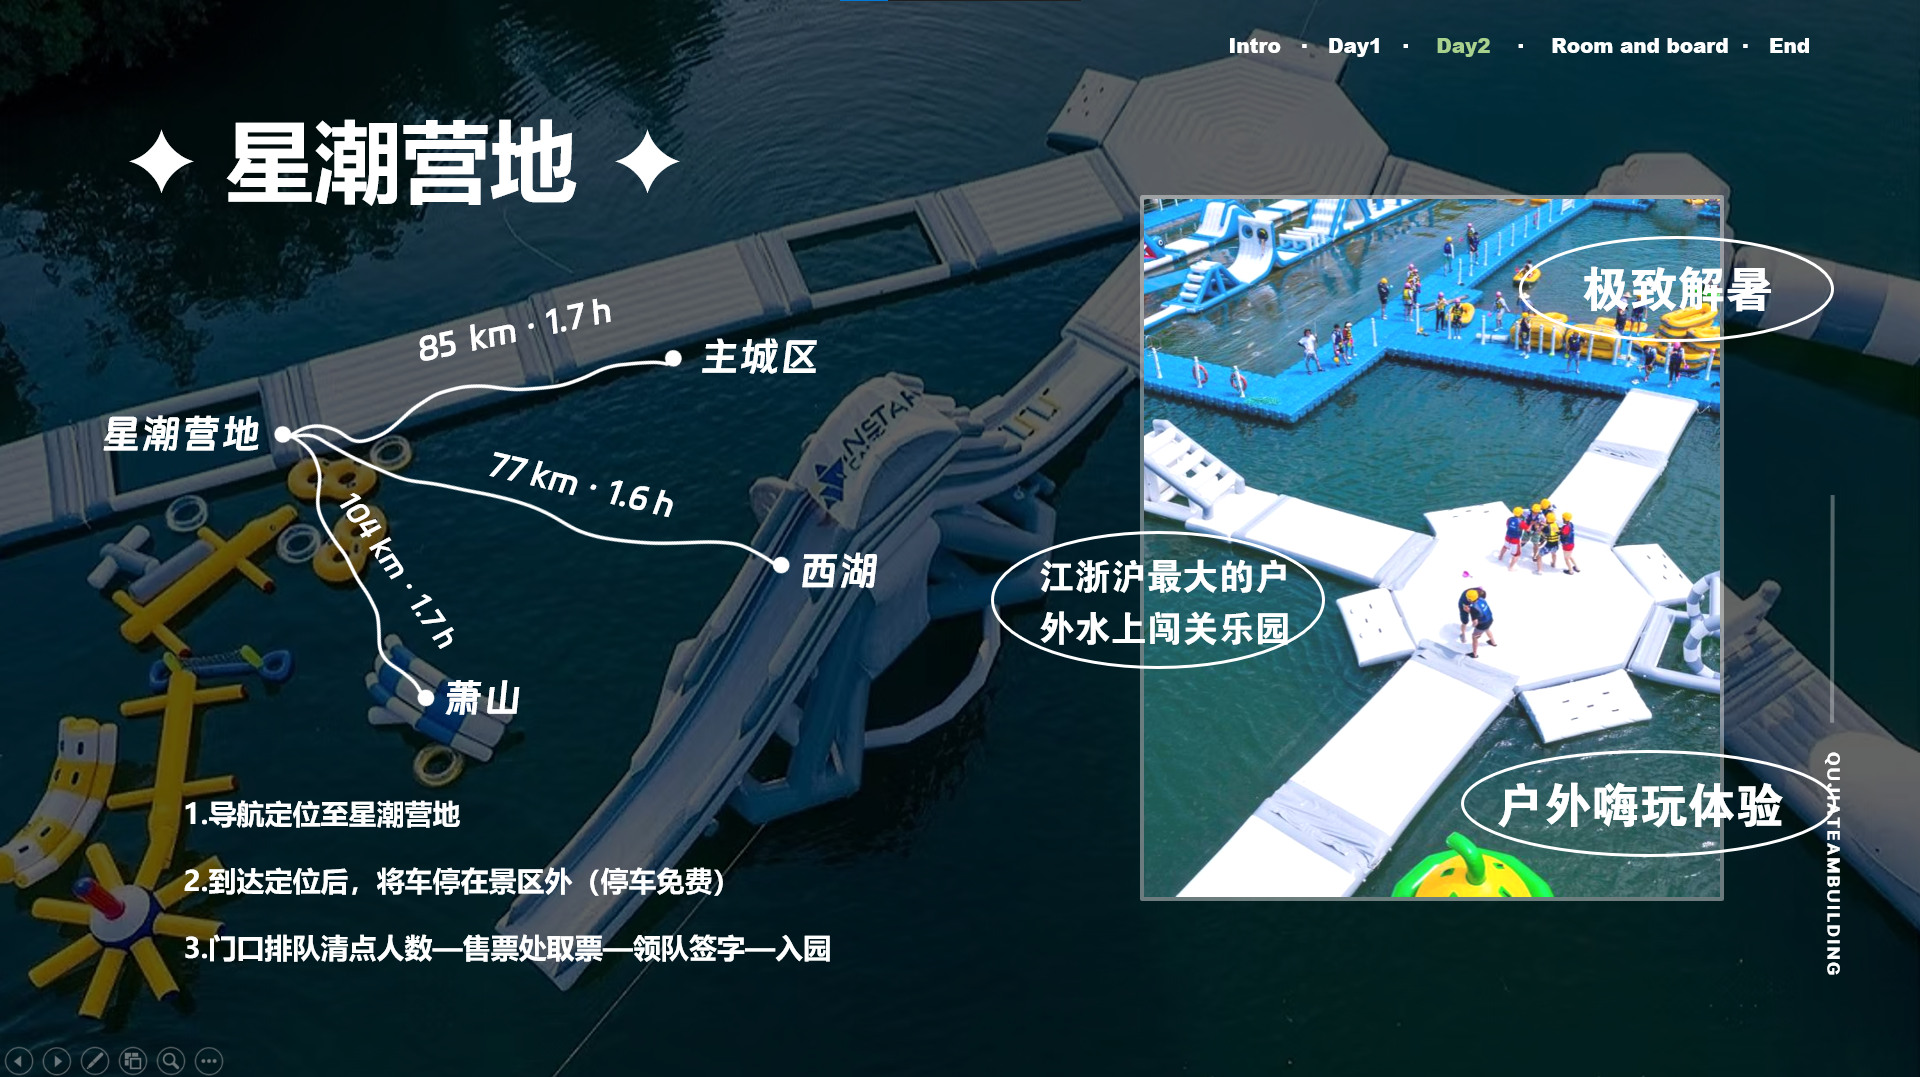 Intro · Day1 · Day2 · Room and board · End
✦ 星潮营地 ✦
极致解暑
85 km · 1.7 h
主城区
星潮营地
77 km · 1.6 h
NSTAR
104 km · 1.7 h
西湖
江浙沪最大的户
外水上闯关乐园
萧山
户外嗨玩体验
QUJIATEAMBUILDING
1.导航定位至星潮营地
2.到达定位后，将车停在景区外（停车免费）
3.门口排队清点人数—售票处取票—领队签字—入园